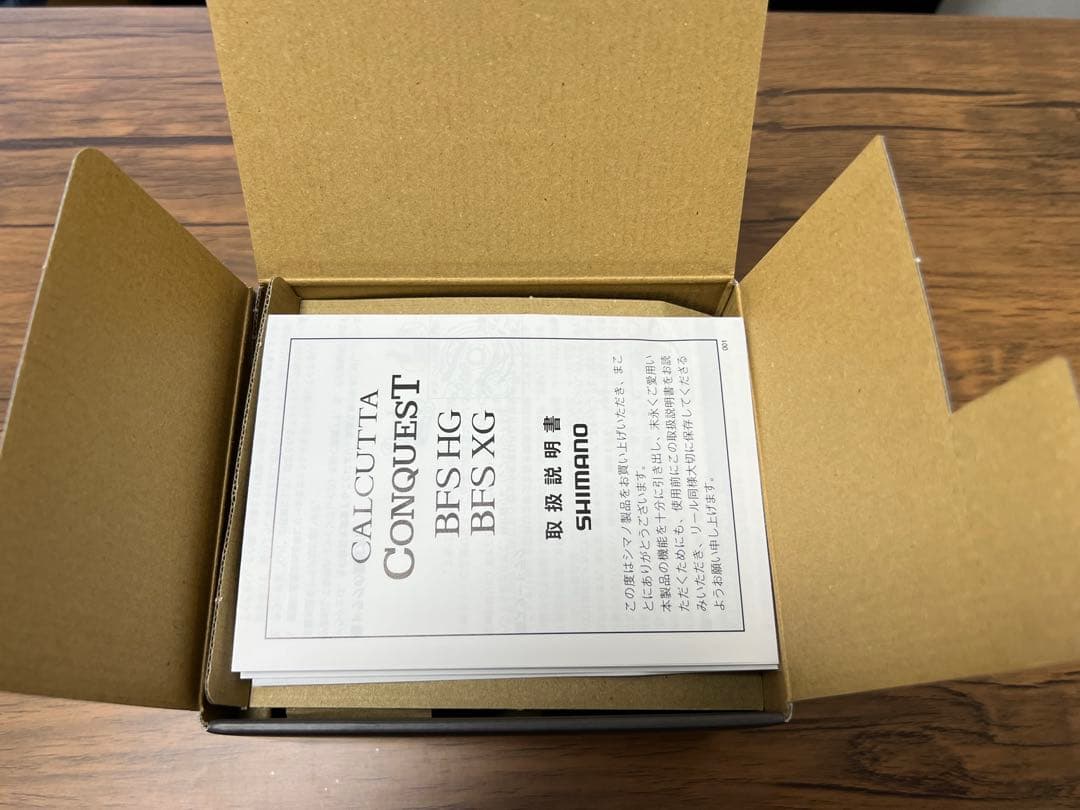 CALCUTTA
CONQUEST
BFS HG
BFS XG
取扱説明書
SHIMANO
この度はシマノ製品をお買い上げいただき、まこ
とにありがとうございます。
本製品の機能を十分に引き出し、末永くご愛用い
ただくためにも、使用前にこの取扱説明書をお読
みいただき、リール同様大切に保存してくださる
ようお願い申し上げます。
001